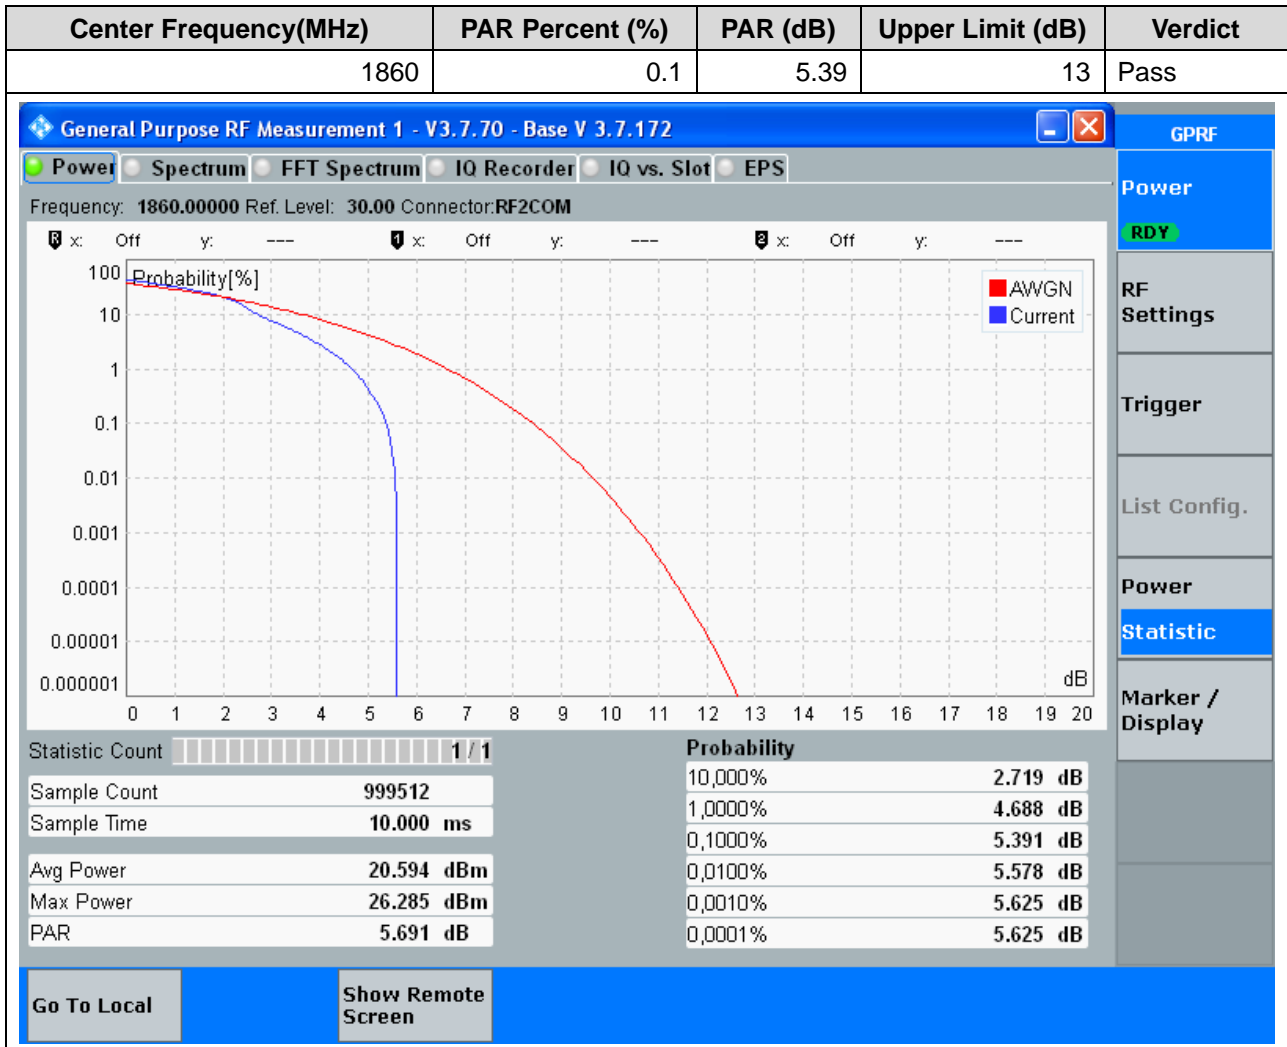 Center Frequency(MHz) PAR Percent (%) PAR (dB) Upper Limit (dB) Verdict
1860 0.1 5.39 13 Pass
General Purpose RF Measurement 1 - V3.7.70 - Base V 3.7.172
GPRF
Power Spectrum FFT Spectrum IQ Recorder IQ vs. Slot EPS
Power
RDY
Frequency: 1860.00000 Ref. Level: 30.00 Connector:RF2COM
R x: Off y: --- 1 x: Off y: --- 2 x: Off y: ---
Probability[%]
AWGN
Current
100
10
1
0.1
0.01
0.001
0.0001
0.00001
0.000001
dB
0 1 2 3 4 5 6 7 8 9 10 11 12 13 14 15 16 17 18 19 20
RF
Settings
Trigger
List Config.
Power
Statistic
Marker /
Display
Statistic Count 1 / 1
Sample Count 999512
Sample Time 10.000 ms
Avg Power 20.594 dBm
Max Power 26.285 dBm
PAR 5.691 dB
Probability
10,000% 2.719 dB
1,0000% 4.688 dB
0,1000% 5.391 dB
0,0100% 5.578 dB
0,0010% 5.625 dB
0,0001% 5.625 dB
Go To Local
Show Remote
Screen